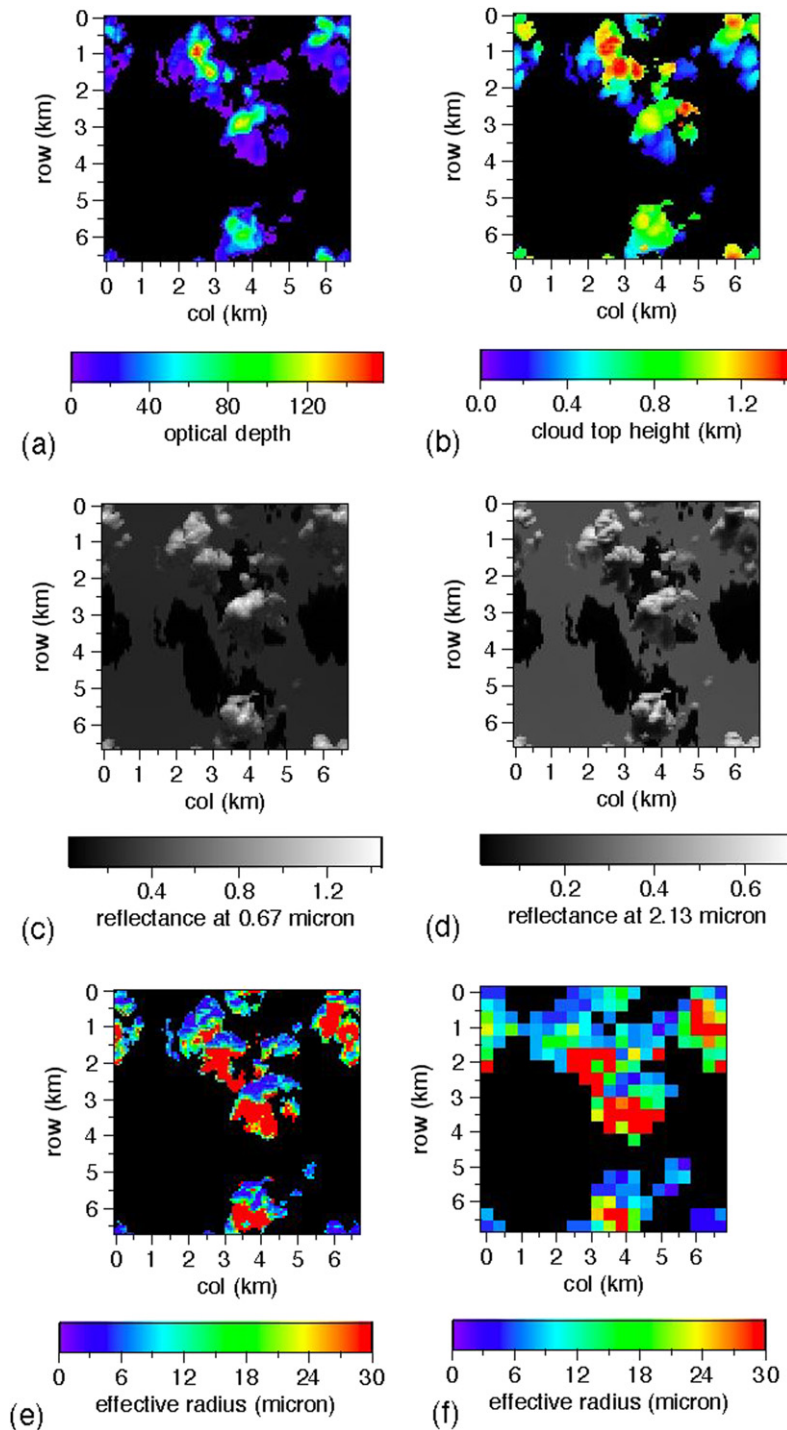 0
1
2
3
4
5
6
row (km)
0 1 2 3 4 5 6
col (km)
0 40 80 120
optical depth
(a)
0
1
2
3
4
5
6
row (km)
0 1 2 3 4 5 6
col (km)
0.0 0.4 0.8 1.2
cloud top height (km)
(b)
0
1
2
3
4
5
6
row (km)
0 1 2 3 4 5 6
col (km)
0.4 0.8 1.2
reflectance at 0.67 micron
(c)
0
1
2
3
4
5
6
row (km)
0 1 2 3 4 5 6
col (km)
0.2 0.4 0.6
reflectance at 2.13 micron
(d)
0
1
2
3
4
5
6
row (km)
0 1 2 3 4 5 6
col (km)
0 6 12 18 24 30
effective radius (micron)
(e)
0
1
2
3
4
5
6
row (km)
0 1 2 3 4 5 6
col (km)
0 6 12 18 24 30
effective radius (micron)
(f)